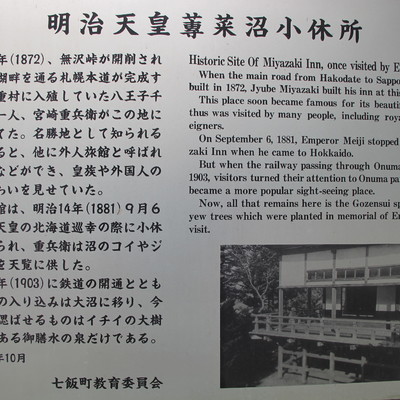 明治天皇蓴菜沼小休所
年(1872)、無沢峠が開削され
湖畔を通る札幌本道が完成す
重村に入殖していた八王子千
一人、宮崎重兵衛がこの地に
てた。名勝地として知られる
ると、他に外人旅館と呼ばれ
などができ、皇族や外国人の
わいを見せていた。
館は、明治14年(1881)9月6
天皇の北海道巡幸の際に小休
られ、重兵衛は沼のコイやジ
を天覧に供した。
年(1903)に鉄道の開通ととも
の入り込みは大沼に移り、今
偲ばせるものはイチイの大樹
ある御膳水の泉だけである。
年10月
七飯町教育委員会
Historic Site Of Miyazaki Inn, once visited by E
When the main road from Hakodate to Sappo
built in 1872, Jyube Miyazaki built his inn at this
This place soon became famous for its beautif
thus was visited by many people, including roya
eigners.
On September 6, 1881, Emperor Meiji stopped
zaki Inn when he came to Hokkaido.
But when the railway passing through Onuma
1903, visitors turned their attention to Onuma pa
became a more popular sight-seeing place.
Now, all that remains here is the Gozensui sp
yew trees which were planted in memorial of Em
visit.